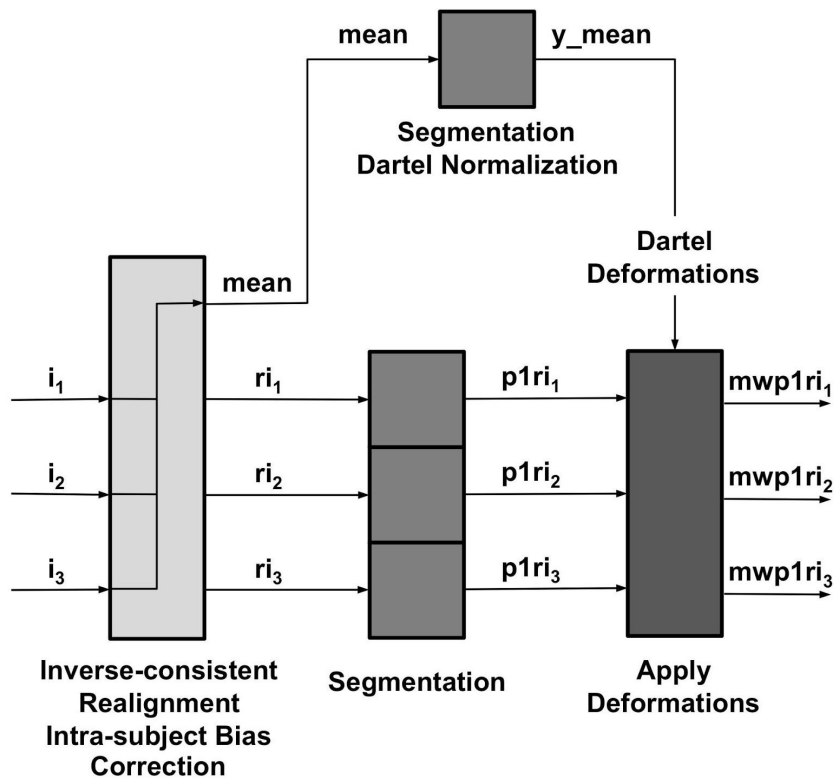 mean
y_mean
Segmentation
Dartel Normalization
Dartel
Deformations
mean
i₁
ri₁
p1ri₁
mwp1ri₁
i₂
ri₂
p1ri₂
mwp1ri₂
i₃
ri₃
p1ri₃
mwp1ri₃
Inverse-consistent
Realignment
Intra-subject Bias
Correction
Segmentation
Apply
Deformations